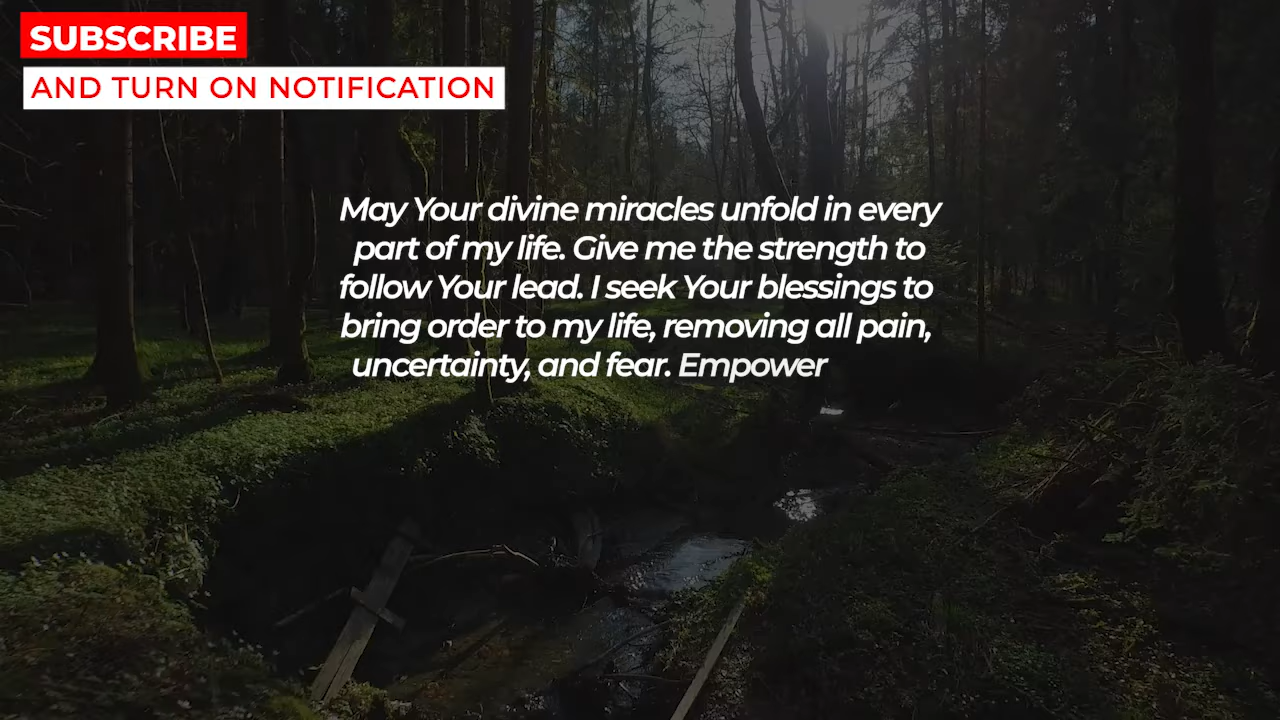 SUBSCRIBE
AND TURN ON NOTIFICATION
May Your divine miracles unfold in every
part of my life. Give me the strength to
follow Your lead. I seek Your blessings to
bring order to my life, removing all pain,
uncertainty, and fear. Empower